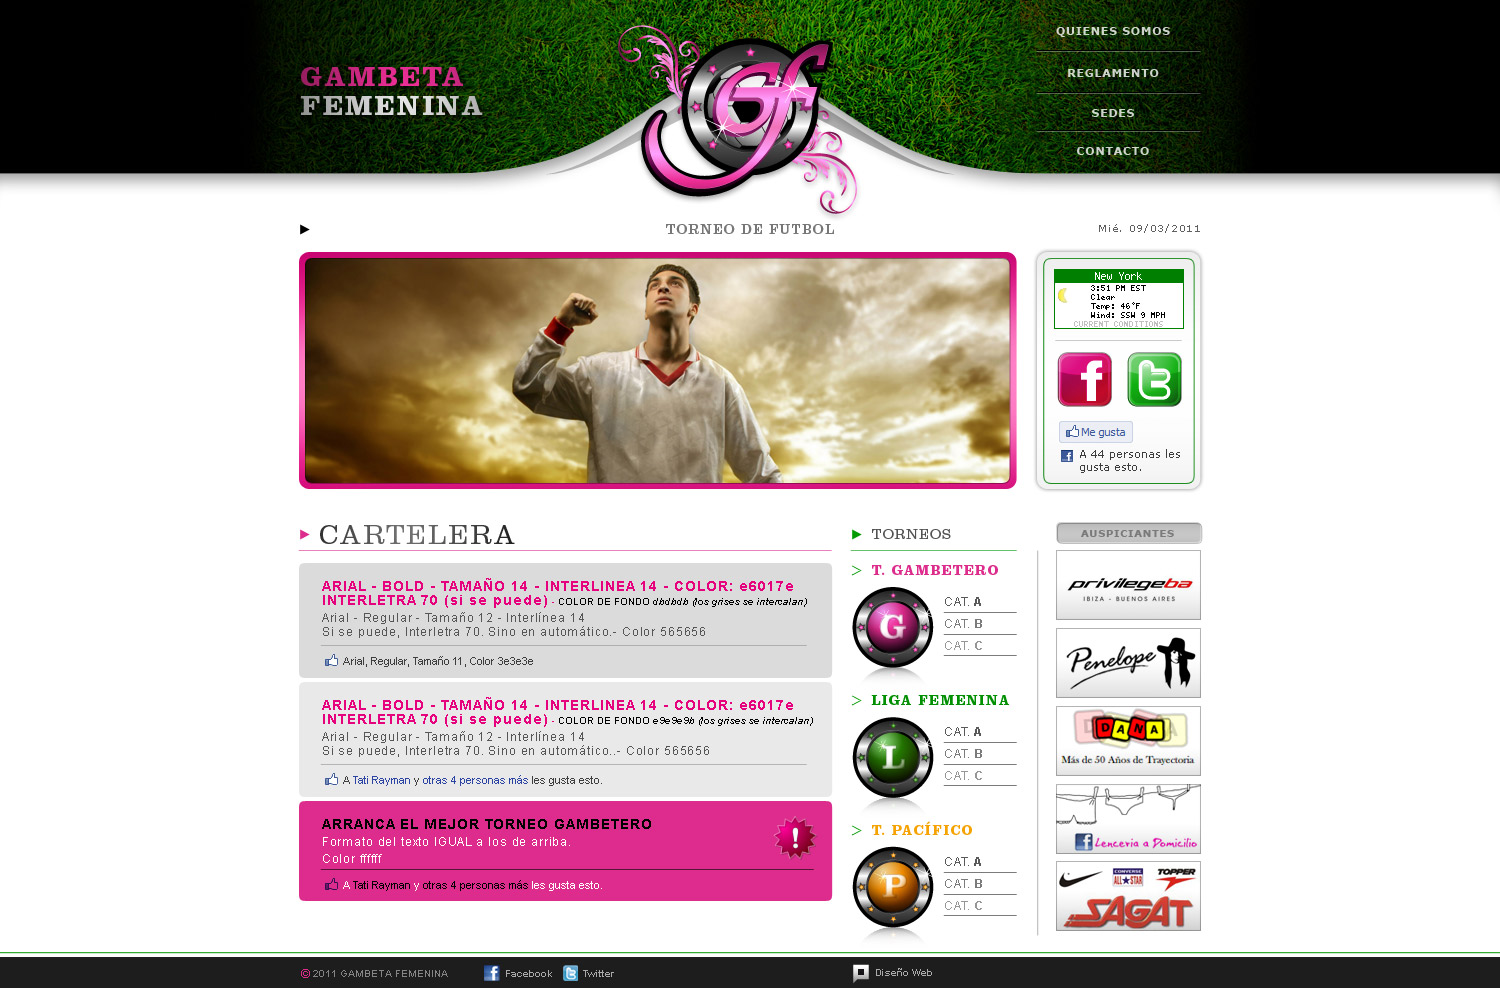 GAMBETA
FEMENINA
Gf
QUIENES SOMOS
REGLAMENTO
SEDES
CONTACTO
TORNEO DE FUTBOL
Mié. 09/03/2011
New York
3:51 PM EST
Clear
Temp: 46°F
Wind: SSW 9 MPH
CURRENT CONDITIONS
f
t
Me gusta
f A 44 personas les
gusta esto.
CARTELERA
ARIAL - BOLD - TAMAÑO 14 - INTERLINEA 14 - COLOR: e6017e
INTERLETRA 70 (si se puede) - COLOR DE FONDO dbdbdb (los grises se intercalan)
Arial - Regular - Tamaño 12 - Interlínea 14
Si se puede, Interletra 70. Sino en automático.- Color 565656
Arial, Regular, Tamaño 11, Color 3e3e3e
ARIAL - BOLD - TAMAÑO 14 - INTERLINEA 14 - COLOR: e6017e
INTERLETRA 70 (si se puede) - COLOR DE FONDO e9e9e9b (los grises se intercalan)
Arial - Regular - Tamaño 12 - Interlínea 14
Si se puede, Interletra 70. Sino en automático..- Color 565656
A Tati Rayman y otras 4 personas más les gusta esto.
ARRANCA EL MEJOR TORNEO GAMBETERO
Formato del texto IGUAL a los de arriba.
Color ffffff
!
A Tati Rayman y otras 4 personas más les gusta esto.
TORNEOS
> T. GAMBETERO
G
CAT. A
CAT. B
CAT. C
> LIGA FEMENINA
L
CAT. A
CAT. B
CAT. C
> T. PACÍFICO
P
CAT. A
CAT. B
CAT. C
AUSPICIANTES
privilegeba
IBIZA - BUENOS AIRES
Penelope
DANA
Más de 50 Años de Trayectoria
f Lenceria a Domicilio
CONVERSE
ALL★STAR
TOPPER
SAGAT
© 2011 GAMBETA FEMENINA
f Facebook
t Twitter
Diseño Web